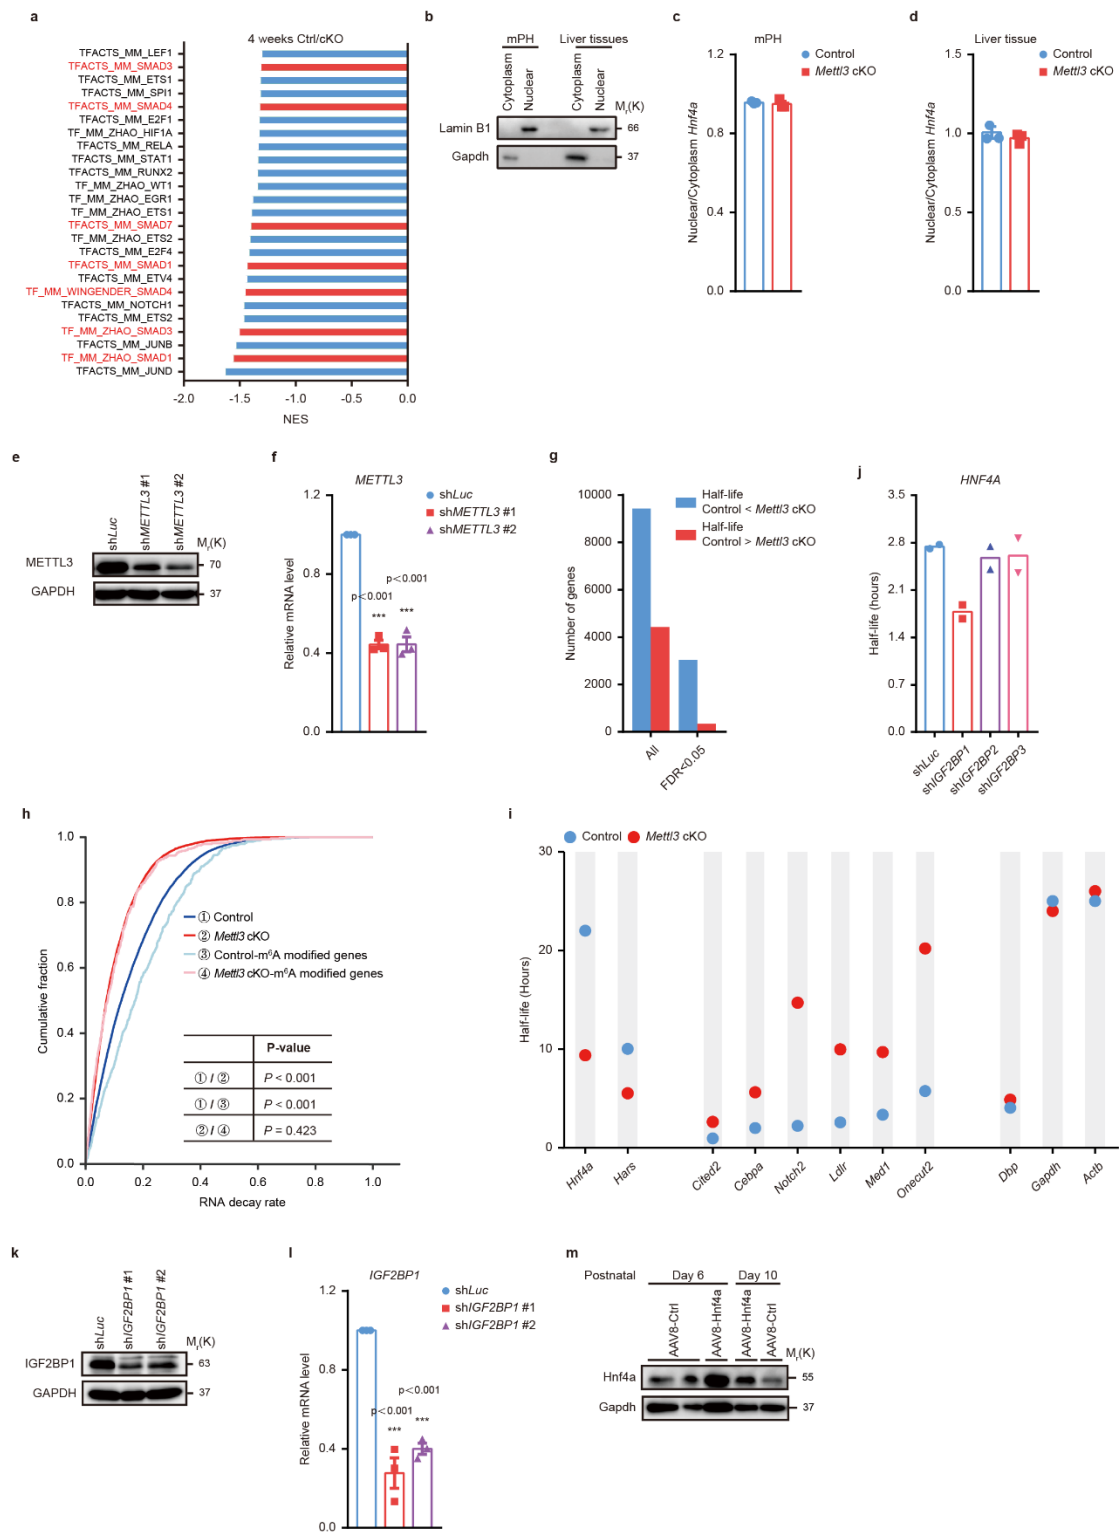 a
4 weeks Ctrl/cKO
TFACTS_MM_LEF1
TFACTS_MM_SMAD3
TFACTS_MM_ETS1
TFACTS_MM_SPI1
TFACTS_MM_SMAD4
TFACTS_MM_E2F1
TF_MM_ZHAO_HIF1A
TFACTS_MM_RELA
TFACTS_MM_STAT1
TFACTS_MM_RUNX2
TF_MM_ZHAO_WT1
TF_MM_ZHAO_EGR1
TF_MM_ZHAO_ETS1
TFACTS_MM_SMAD7
TF_MM_ZHAO_ETS2
TFACTS_MM_E2F4
TFACTS_MM_SMAD1
TFACTS_MM_ETV4
TF_MM_WINGENDER_SMAD4
TFACTS_MM_NOTCH1
TFACTS_MM_ETS2
TF_MM_ZHAO_SMAD3
TFACTS_MM_JUNB
TF_MM_ZHAO_SMAD1
TFACTS_MM_JUND
-2.0 -1.5 -1.0 -0.5 0.0
NES
b
mPH Liver tissues
Cytoplasm Nuclear Cytoplasm Nuclear
Mr(K)
Lamin B1 66
Gapdh 37
c
mPH
Control
Mettl3 cKO
Nuclear/Cytoplasm Hnf4a
1.2
0.8
0.4
0.0
d
Liver tissue
Control
Mettl3 cKO
Nuclear/Cytoplasm Hnf4a
1.5
1.0
0.5
0.0
e
shLuc shMETTL3 #1 shMETTL3 #2
Mr(K)
METTL3 70
GAPDH 37
f
METTL3
shLuc
shMETTL3 #1
shMETTL3 #2
Relative mRNA level
1.2
0.8
0.4
0.0
p<0.001
p<0.001
***
***
g
Half-life
Control < Mettl3 cKO
Half-life
Control > Mettl3 cKO
Number of genes
10000
8000
6000
4000
2000
0
All FDR<0.05
j
HNF4A
Half-life (hours)
3.5
2.8
2.1
1.4
0.7
0.0
shLuc shIGF2BP1 shIGF2BP2 shIGF2BP3
h
① Control
② Mettl3 cKO
③ Control-m⁶A modified genes
④ Mettl3 cKO-m⁶A modified genes
P-value
① / ② P < 0.001
① / ③ P < 0.001
② / ④ P = 0.423
Cumulative fraction
1.0
0.8
0.6
0.4
0.2
0.0
0.0 0.2 0.4 0.6 0.8 1.0
RNA decay rate
i
Control Mettl3 cKO
Half-life (Hours)
30
20
10
0
Hnf4a Hars Cited2 Cebpa Notch2 Ldlr Med1 Onecut2 Dbp Gapdh Actb
k
shLuc shIGF2BP1 #1 shIGF2BP1 #2
Mr(K)
IGF2BP1 63
GAPDH 37
l
IGF2BP1
shLuc
shIGF2BP1 #1
shIGF2BP1 #2
Relative mRNA level
1.2
0.8
0.4
0.0
p<0.001
p<0.001
***
***
m
Postnatal Day 6 Day 10
AAV8-Ctrl AAV8-Hnf4a AAV8-Hnf4a AAV8-Ctrl
Mr(K)
Hnf4a 55
Gapdh 37